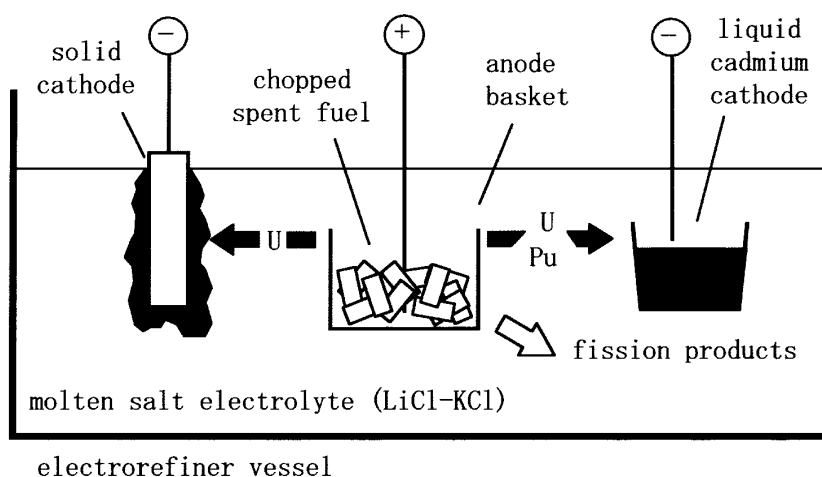 −
+
−
solid
cathode
chopped
spent fuel
anode
basket
liquid
cadmium
cathode
U
U
Pu
fission products
molten salt electrolyte (LiCl-KCl)
electrorefiner vessel